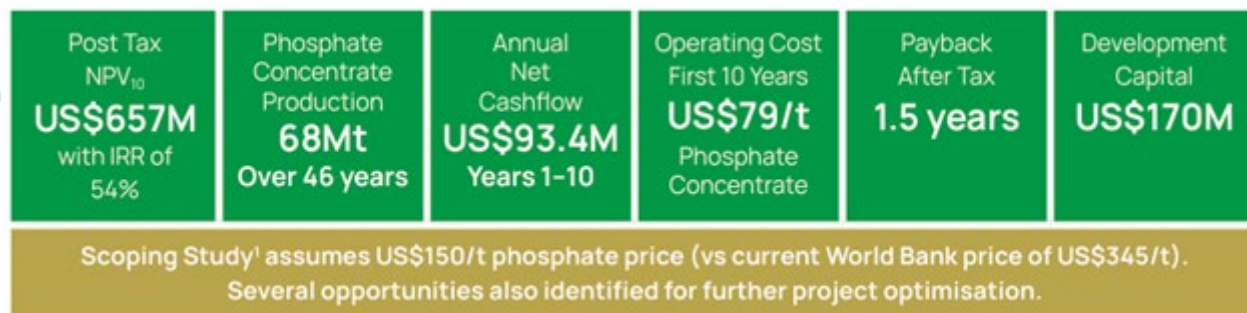 Post Tax
NPV₁₀
US$657M
with IRR of
54%
Phosphate
Concentrate
Production
68Mt
Over 46 years
Annual
Net
Cashflow
US$93.4M
Years 1–10
Operating Cost
First 10 Years
US$79/t
Phosphate
Concentrate
Payback
After Tax
1.5 years
Development
Capital
US$170M
Scoping Study¹ assumes US$150/t phosphate price (vs current World Bank price of US$345/t).
Several opportunities also identified for further project optimisation.